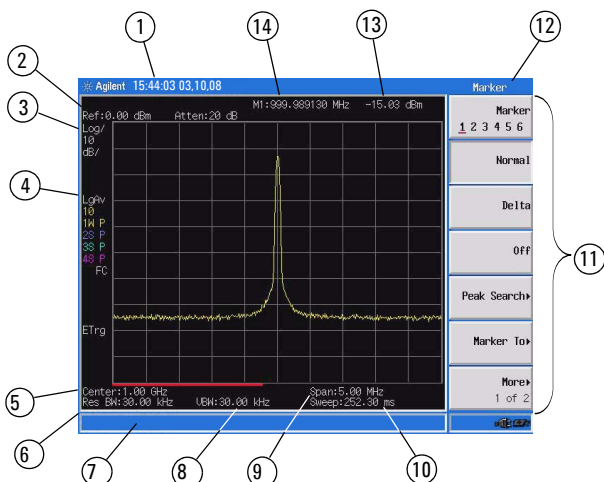 1
14
13
12
2
Agilent 15:44:03 03,10,08
Marker
3
M1:999.989130 MHz -15.03 dBm
Ref:0.00 dBm Atten:20 dB
Log/
10
dB/
Marker
1 2 3 4 5 6
Normal
4
LgAv
10
1W P
2S P
3S P
4S P
FC
Delta
Off
11
Peak Search
ETrg
Marker To
More
1 of 2
5
Center:1.00 GHz Span:5.00 MHz
Res BW:30.00 kHz VBW:30.00 kHz Sweep:252.30 ms
6
7
8
9
10